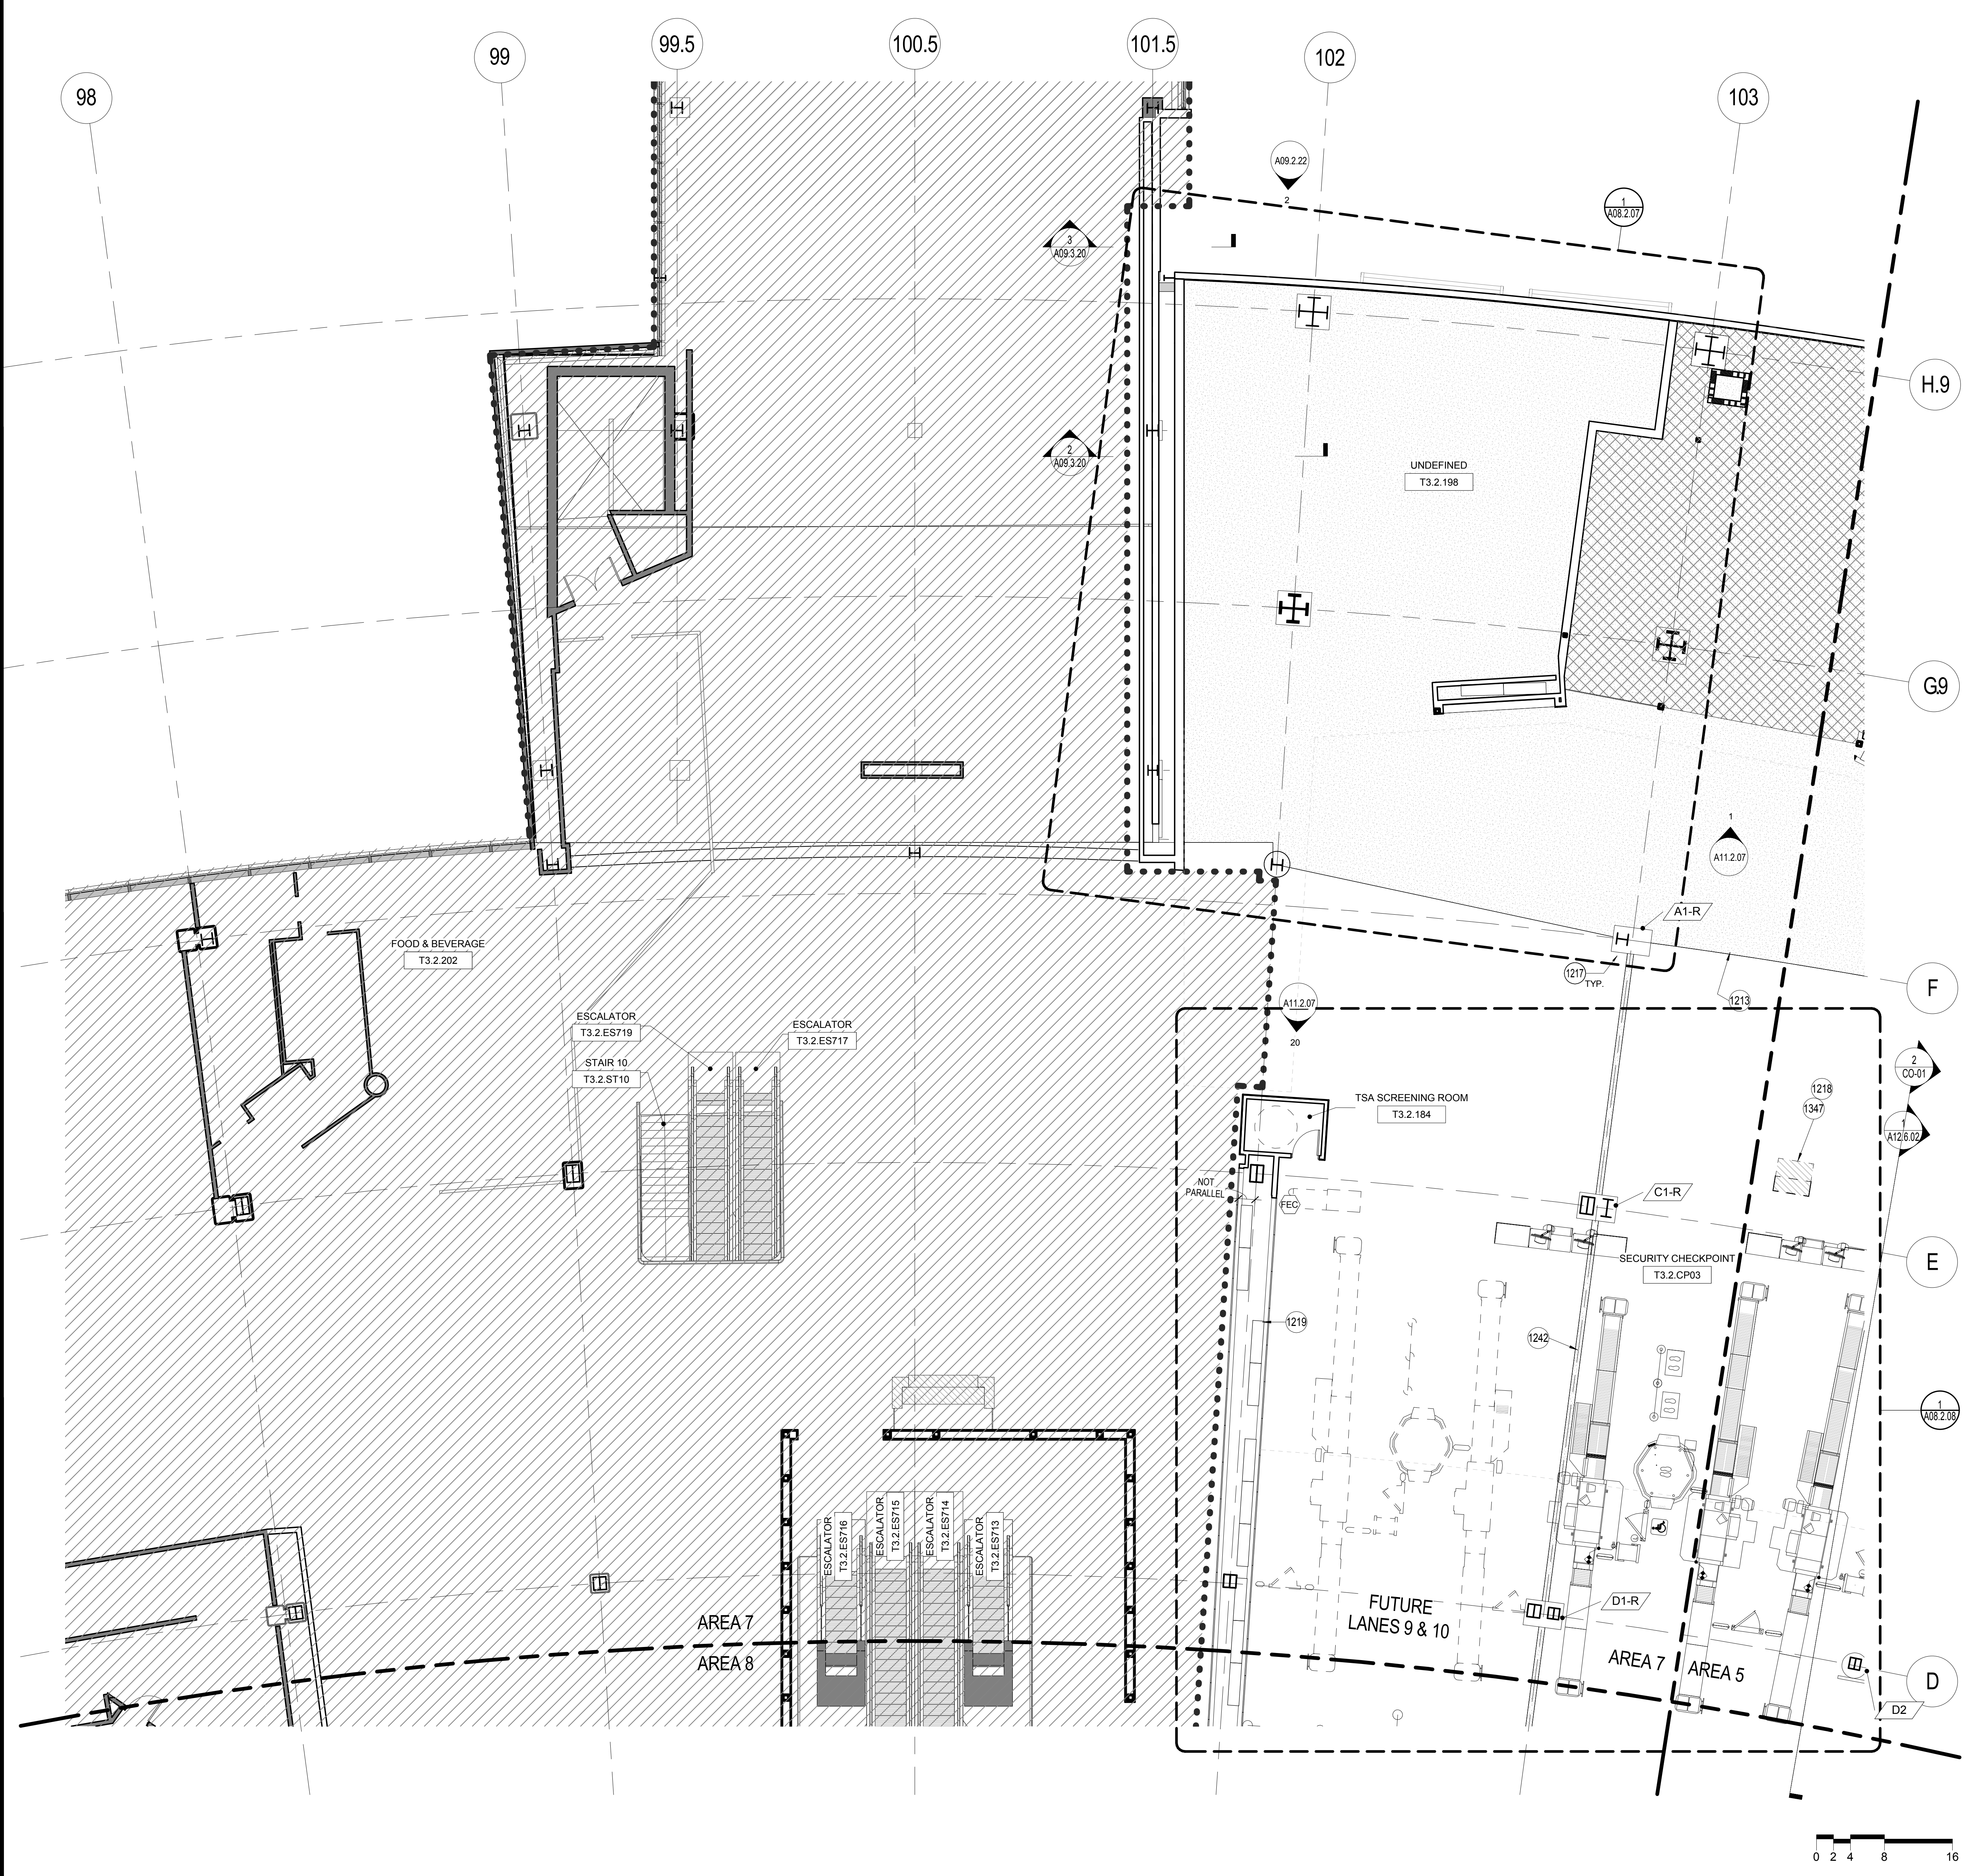 98
99
99.5
100.5
101.5
102
103
A09.2.22
2
1
A08.2.07
3
A09.3.20
2
A09.3.20
H.9
UNDEFINED
T3.2.198
G.9
1
A11.2.07
A1-R
1217
TYP.
1213
F
FOOD & BEVERAGE
T3.2.202
ESCALATOR
T3.2.ES719
ESCALATOR
T3.2.ES717
STAIR 10
T3.2.ST10
A11.2.07
20
TSA SCREENING ROOM
T3.2.184
2
CO-01
1218
1347
1
A12.6.02
NOT
PARALLEL
FEC
C1-R
E
SECURITY CHECKPOINT
T3.2.CP03
1219
1242
1
A08.2.08
ESCALATOR
T3.2.ES716
ESCALATOR
T3.2.ES715
ESCALATOR
T3.2.ES714
ESCALATOR
T3.2.ES713
FUTURE
LANES 9 & 10
D1-R
AREA 7
AREA 8
AREA 7
AREA 5
D
D2
0 2 4 8 16